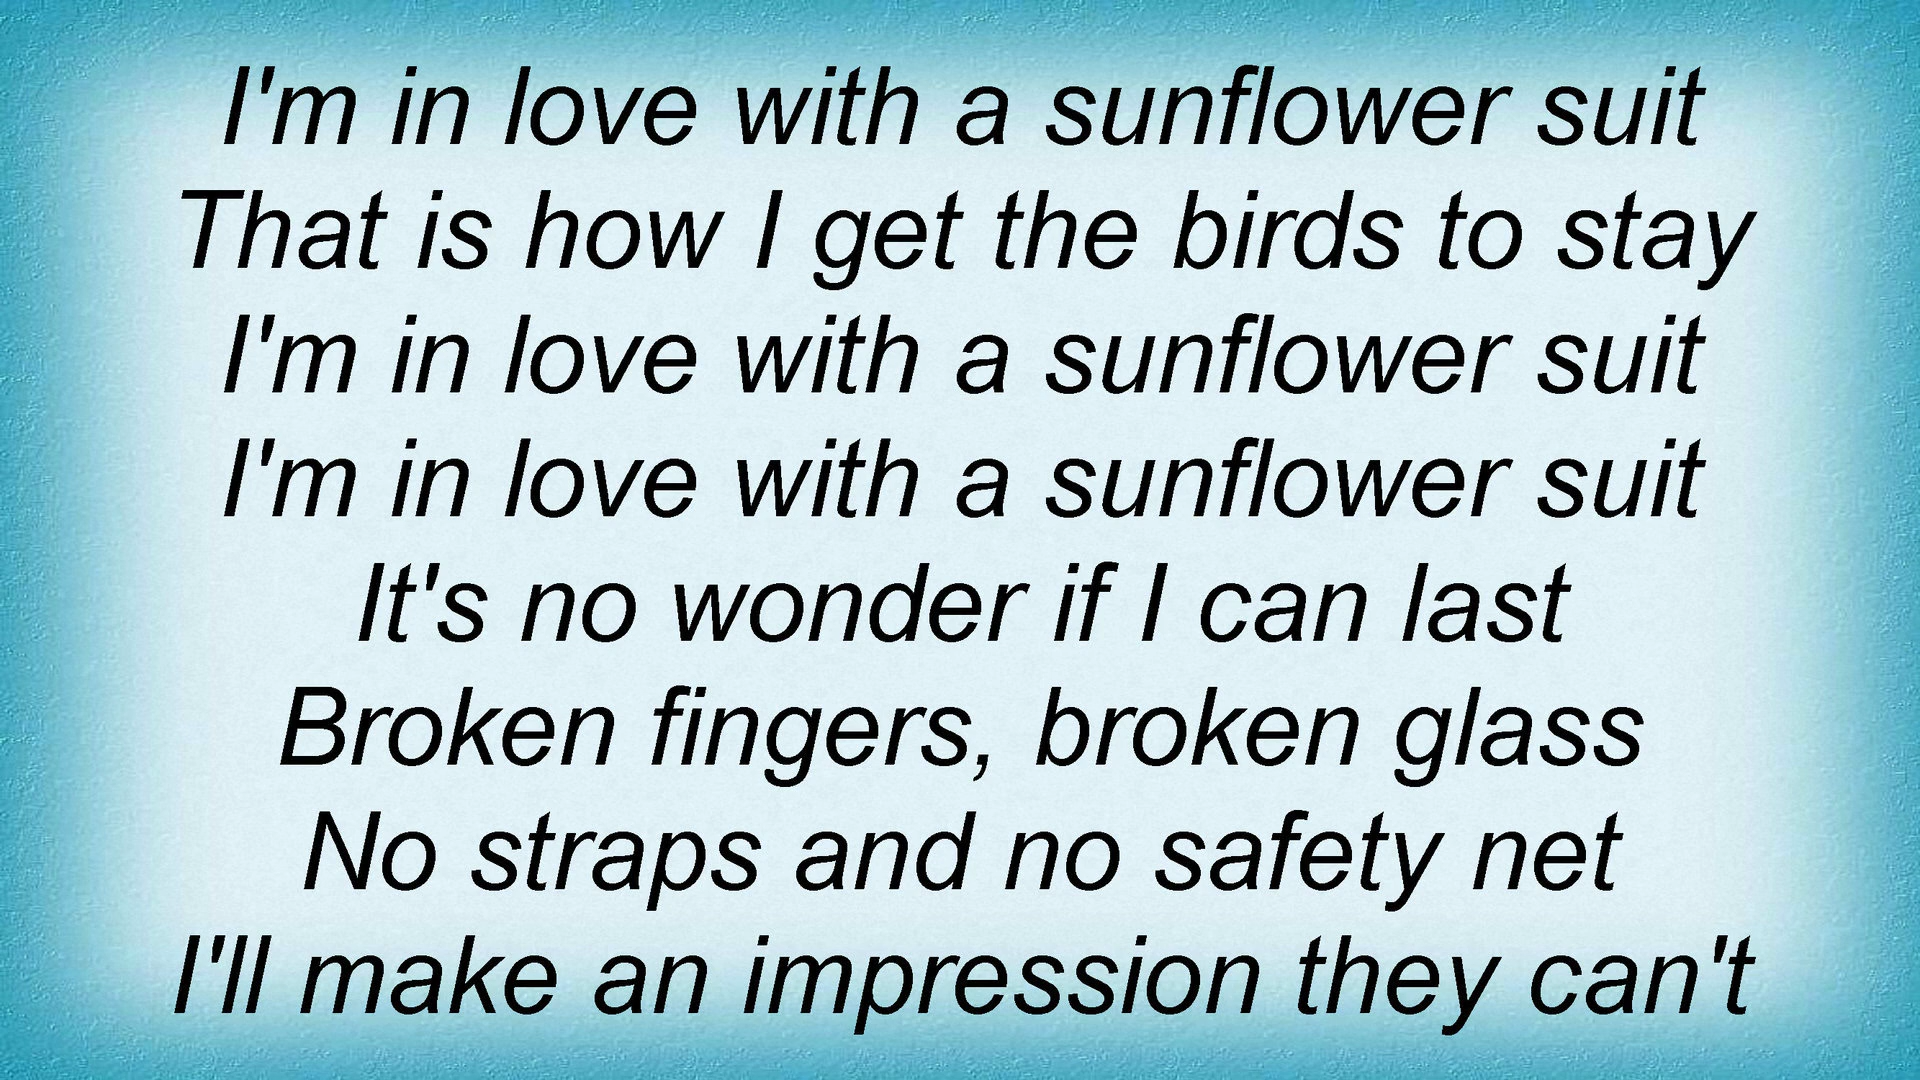 I'm in love with a sunflower suit
That is how I get the birds to stay
I'm in love with a sunflower suit
I'm in love with a sunflower suit
It's no wonder if I can last
Broken fingers, broken glass
No straps and no safety net
I'll make an impression they can't